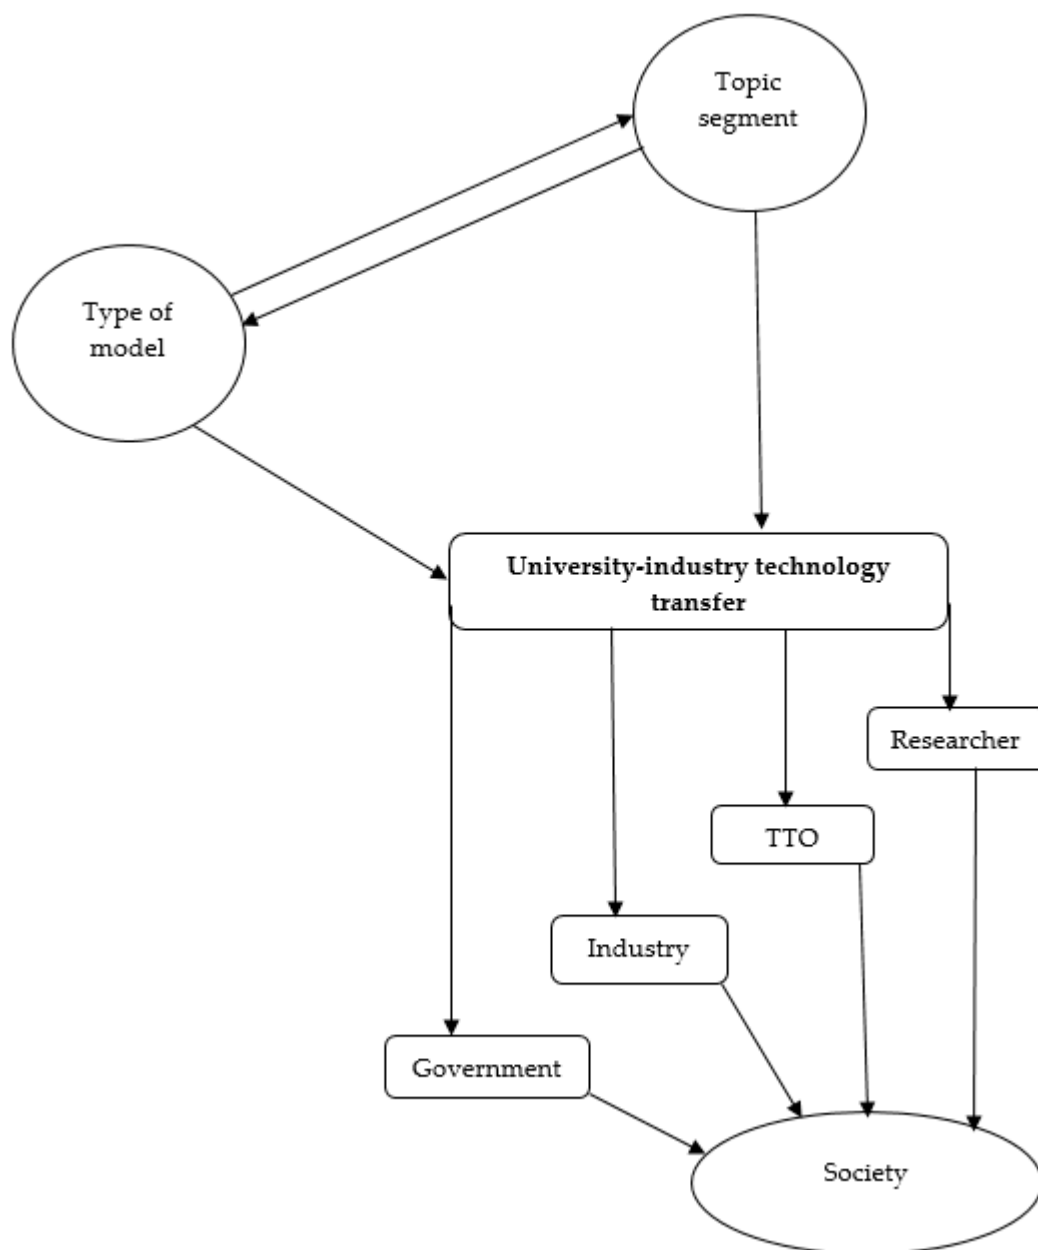 Topic
segment
Type of
model
University-industry technology
transfer
Researcher
TTO
Industry
Government
Society